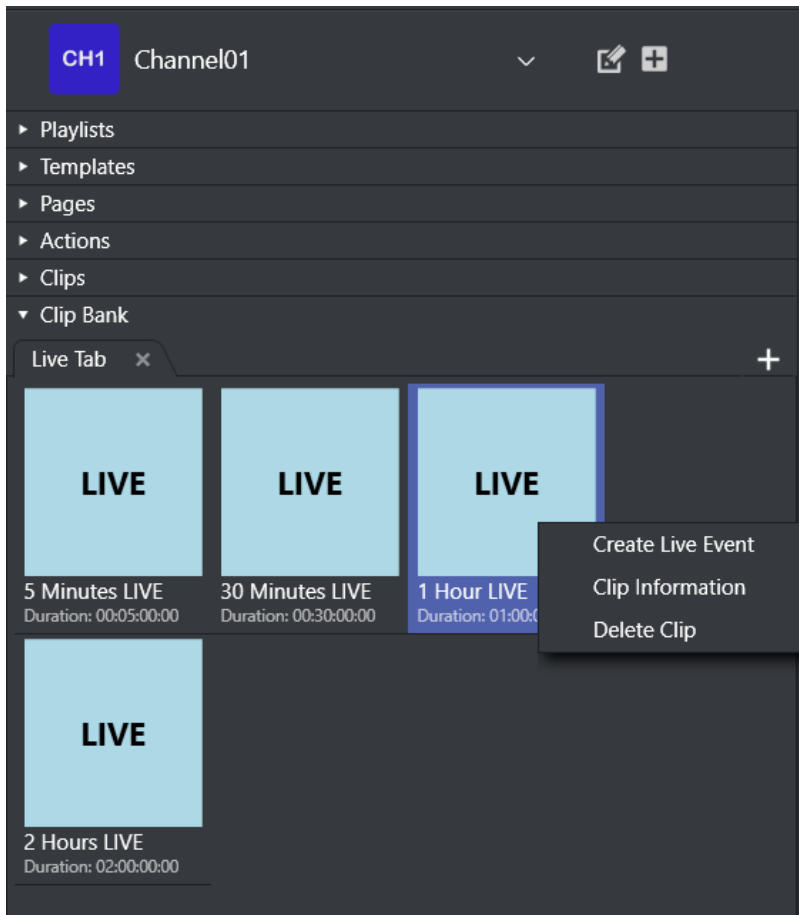 CH1 Channel01
Playlists
Templates
Pages
Actions
Clips
Clip Bank
Live Tab
LIVE LIVE LIVE
5 Minutes LIVE 30 Minutes LIVE 1 Hour LIVE
Duration: 00:05:00:00 Duration: 00:30:00:00 Duration:
Create Live Event
Clip Information
Delete Clip
LIVE
2 Hours LIVE
Duration: 02:00:00:00